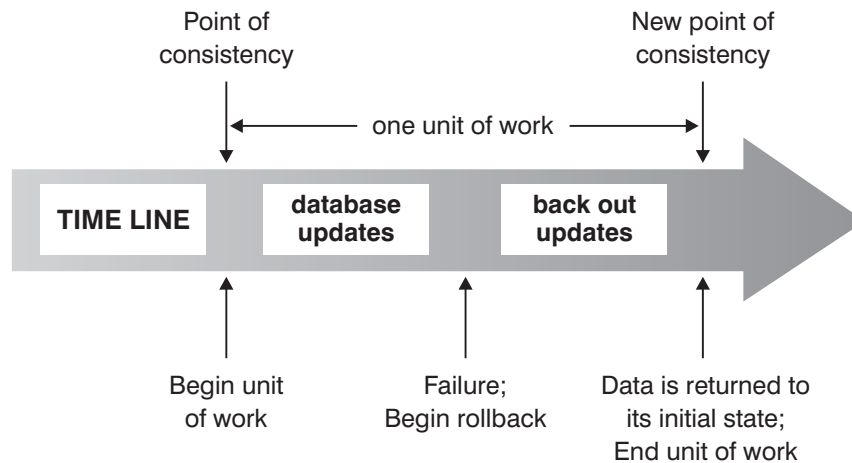 Point of
consistency
New point of
consistency
one unit of work
TIME LINE
database
updates
back out
updates
Begin unit
of work
Failure;
Begin rollback
Data is returned to
its initial state;
End unit of work